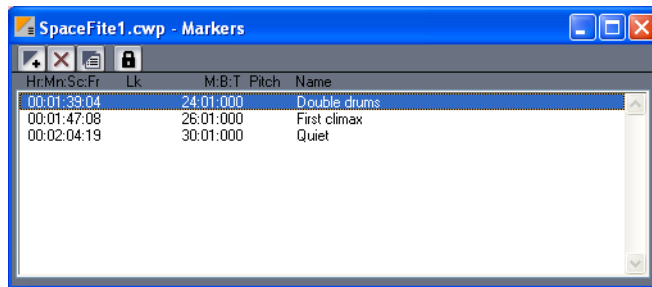 SpaceFite1.cwp - Markers
Hr:Mn:Sc:Fr Lk M:B:T Pitch Name
00:01:39:04 24:01:000 Double drums
00:01:47:08 26:01:000 First climax
00:02:04:19 30:01:000 Quiet